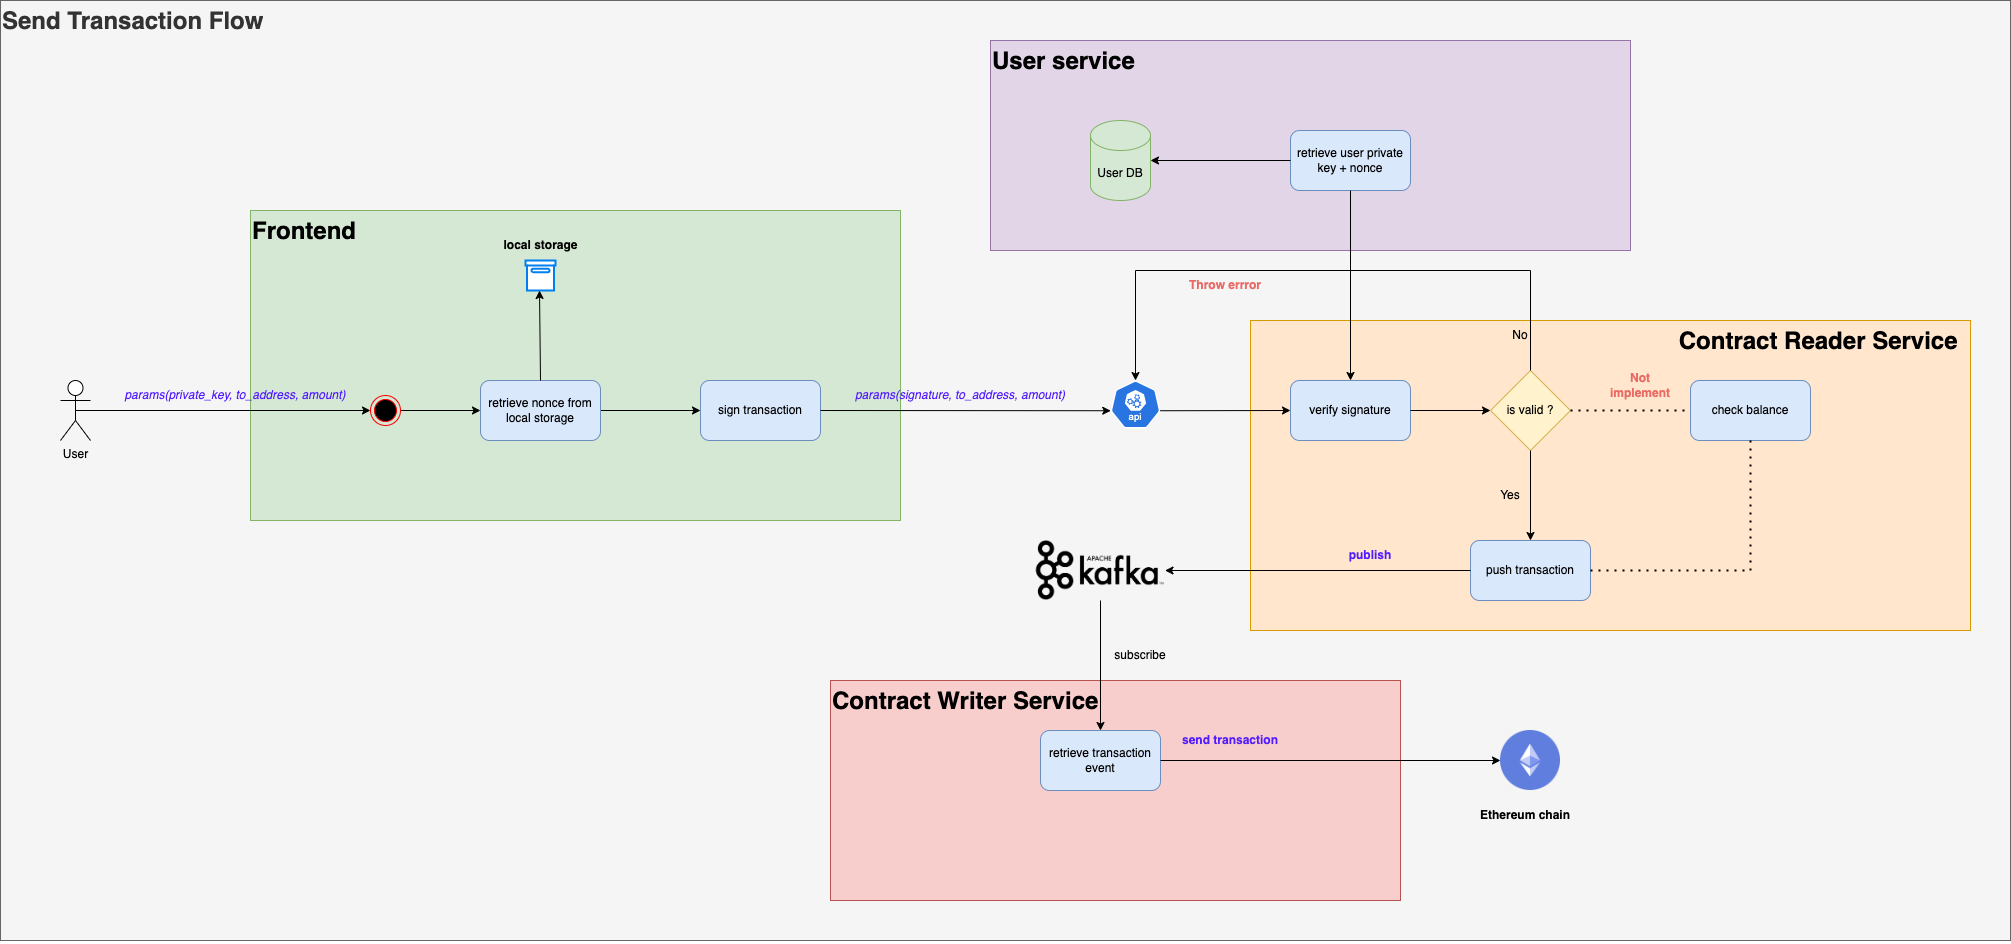 Send Transaction Flow
User service
User DB
retrieve user private
key + nonce
Frontend
local storage
Throw errror
No
Contract Reader Service
params(private_key, to_address, amount)
User
retrieve nonce from
local storage
sign transaction
params(signature, to_address, amount)
api
verify signature
is valid ?
Not
implement
check balance
Yes
APACHE
kafka
publish
push transaction
subscribe
Contract Writer Service
retrieve transaction
event
send transaction
Ethereum chain